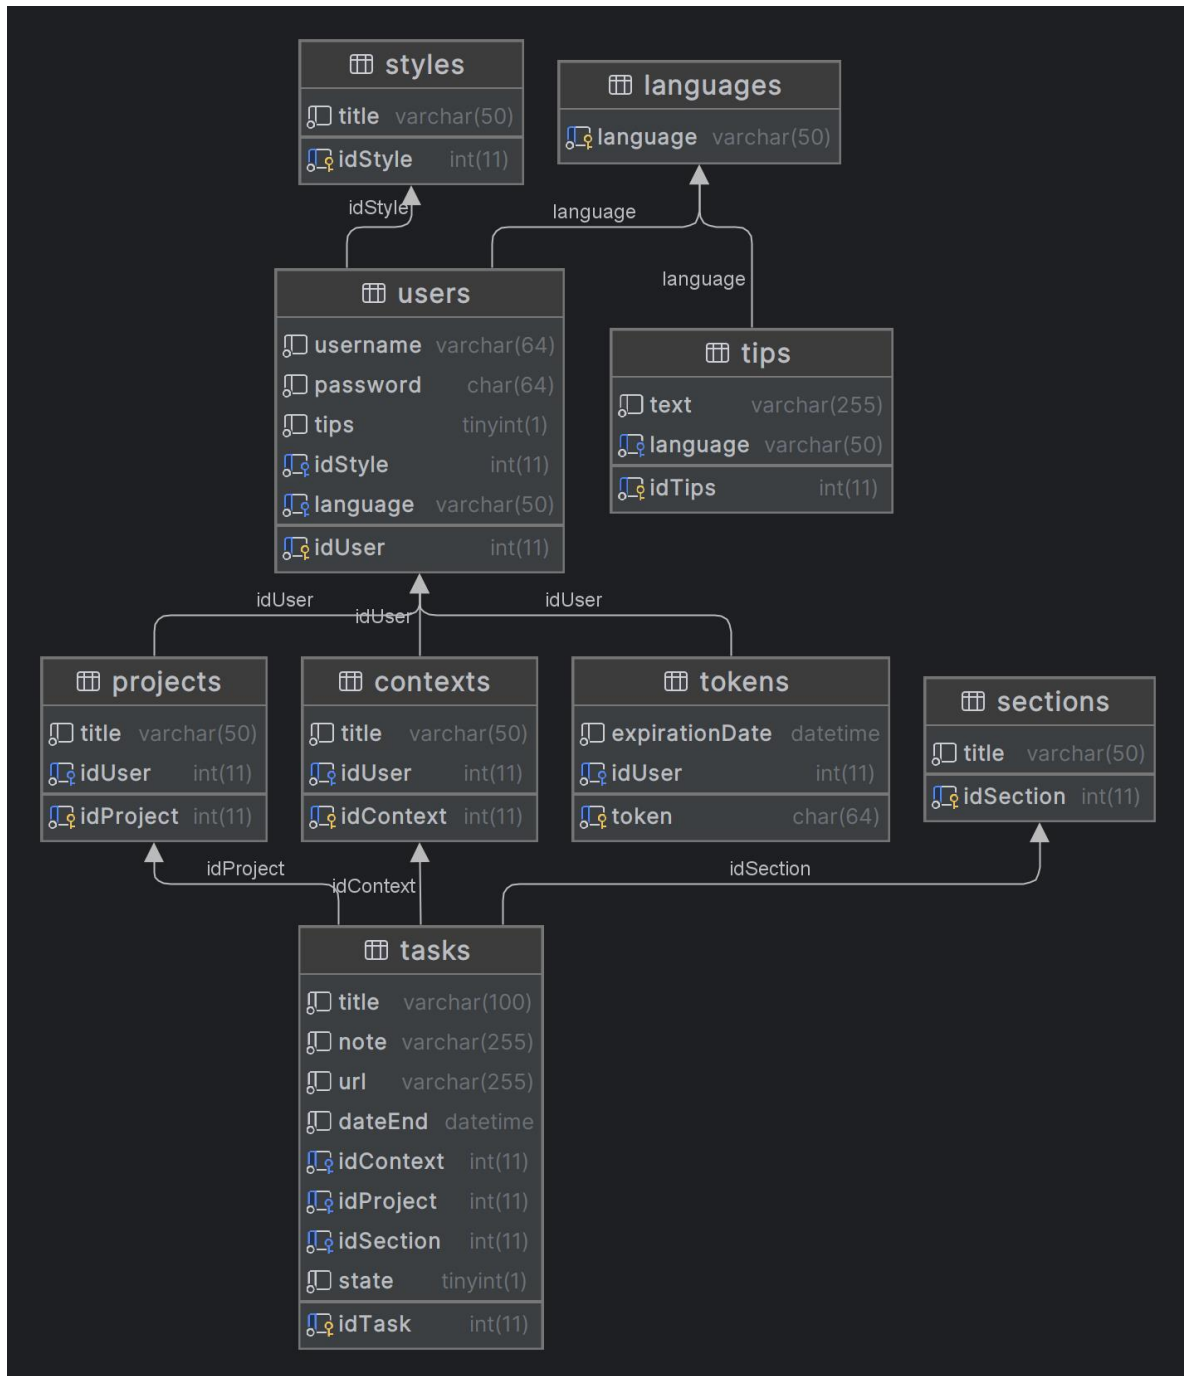 styles
title varchar(50)
idStyle int(11)
languages
language varchar(50)
idStyle
language
language
users
username varchar(64)
password char(64)
tips tinyint(1)
idStyle int(11)
language varchar(50)
idUser int(11)
tips
text varchar(255)
language varchar(50)
idTips int(11)
idUser
idUser
idUser
projects
title varchar(50)
idUser int(11)
idProject int(11)
contexts
title varchar(50)
idUser int(11)
idContext int(11)
tokens
expirationDate datetime
idUser int(11)
token char(64)
sections
title varchar(50)
idSection int(11)
idProject
idContext
idSection
tasks
title varchar(100)
note varchar(255)
url varchar(255)
dateEnd datetime
idContext int(11)
idProject int(11)
idSection int(11)
state tinyint(1)
idTask int(11)